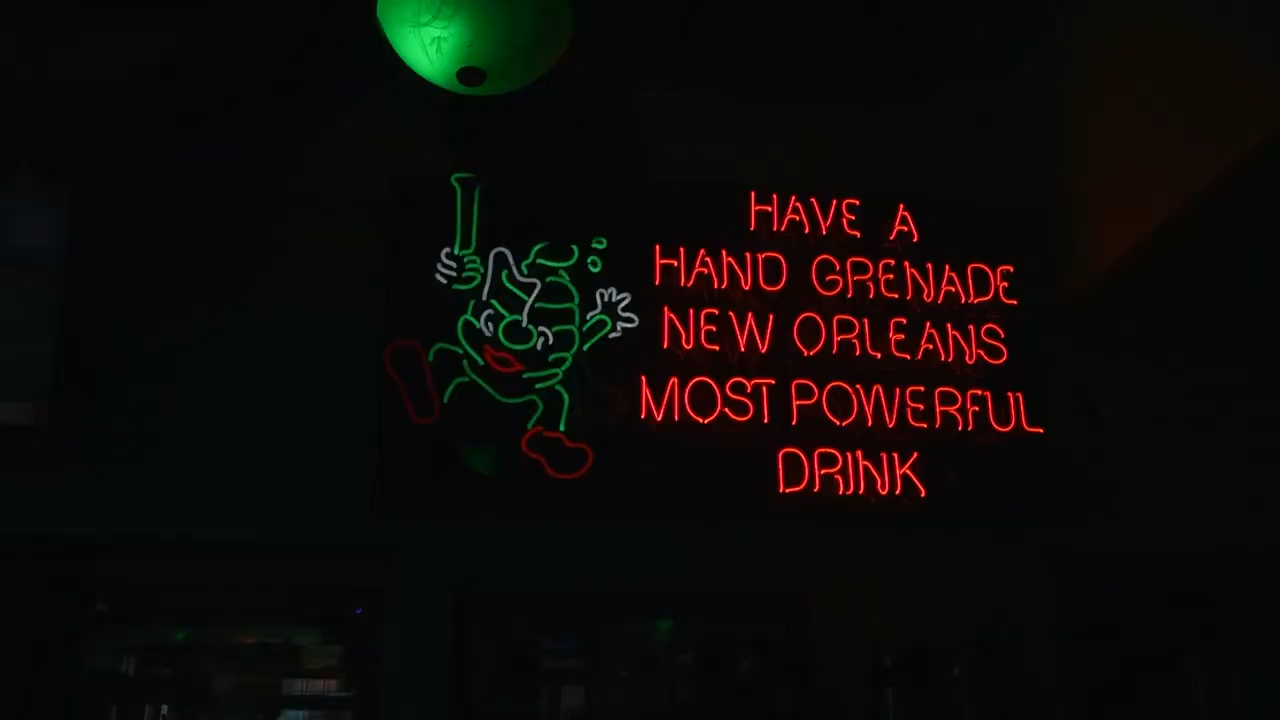 HAVE A
HAND GRENADE
NEW ORLEANS
MOST POWERFUL
DRINK